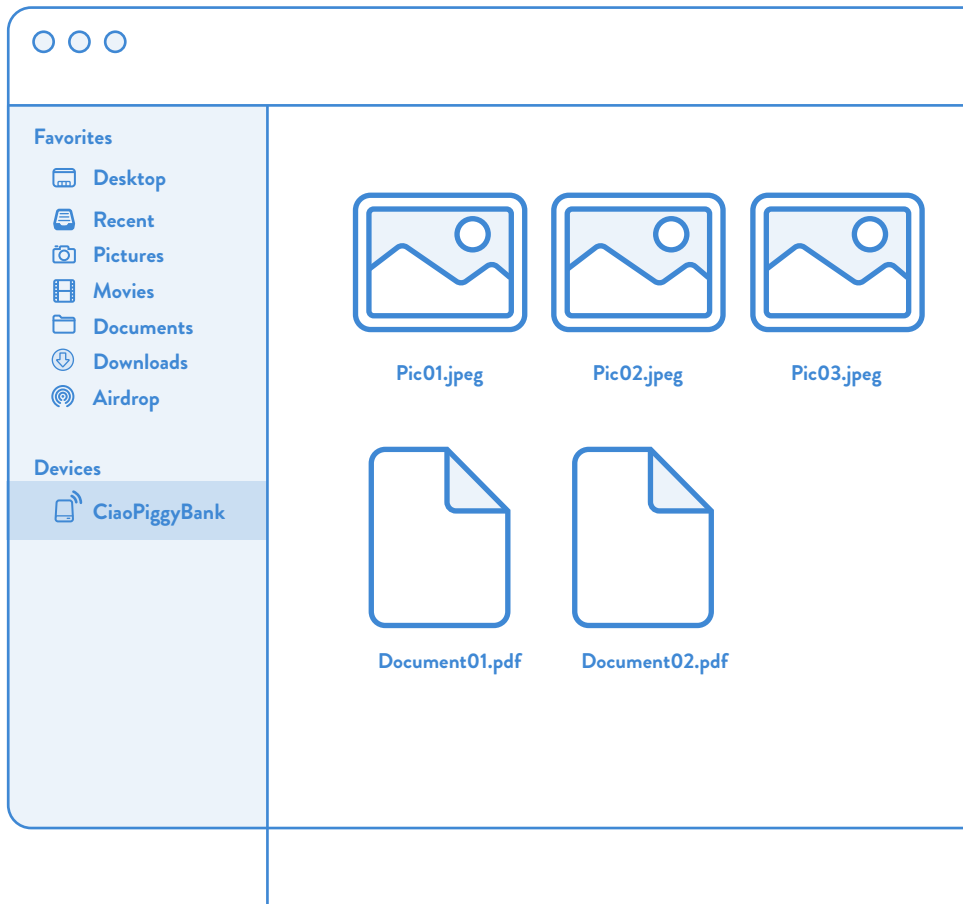 Favorites
Desktop
Recent
Pictures
Movies
Documents
Downloads
Airdrop
Devices
CiaoPiggyBank
Pic01.jpeg
Pic02.jpeg
Pic03.jpeg
Document01.pdf
Document02.pdf